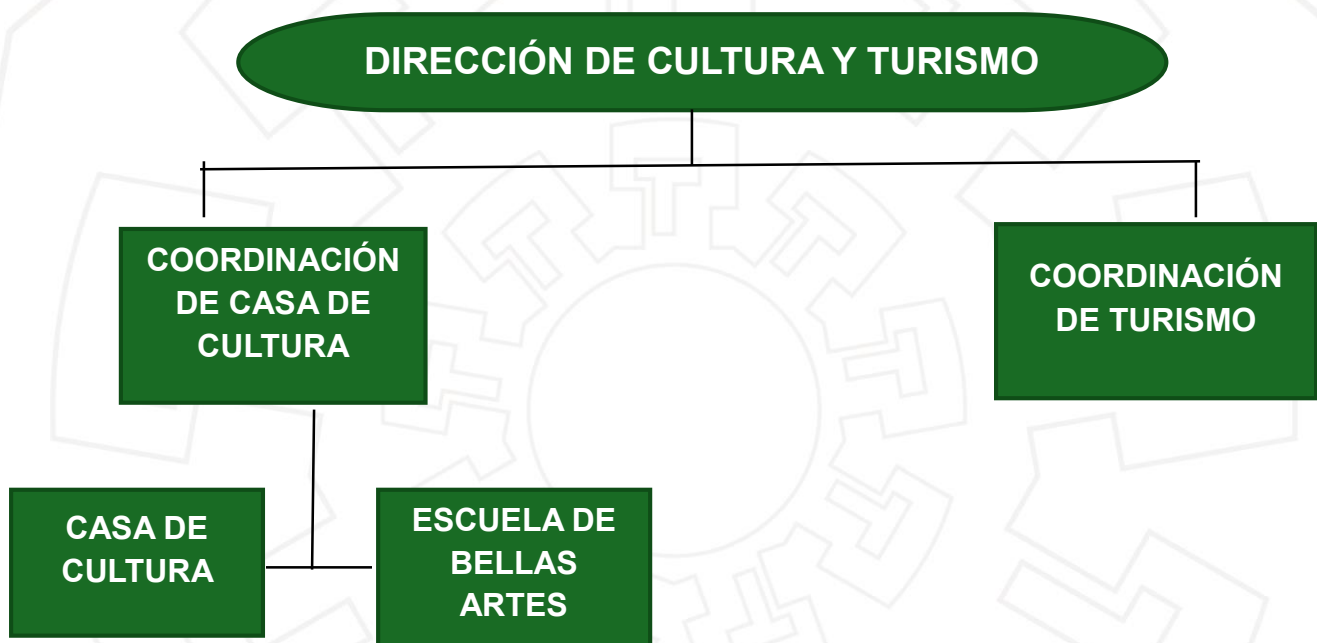 DIRECCIÓN DE CULTURA Y TURISMO
COORDINACIÓN
DE CASA DE
CULTURA
COORDINACIÓN
DE TURISMO
CASA DE
CULTURA
ESCUELA DE
BELLAS
ARTES